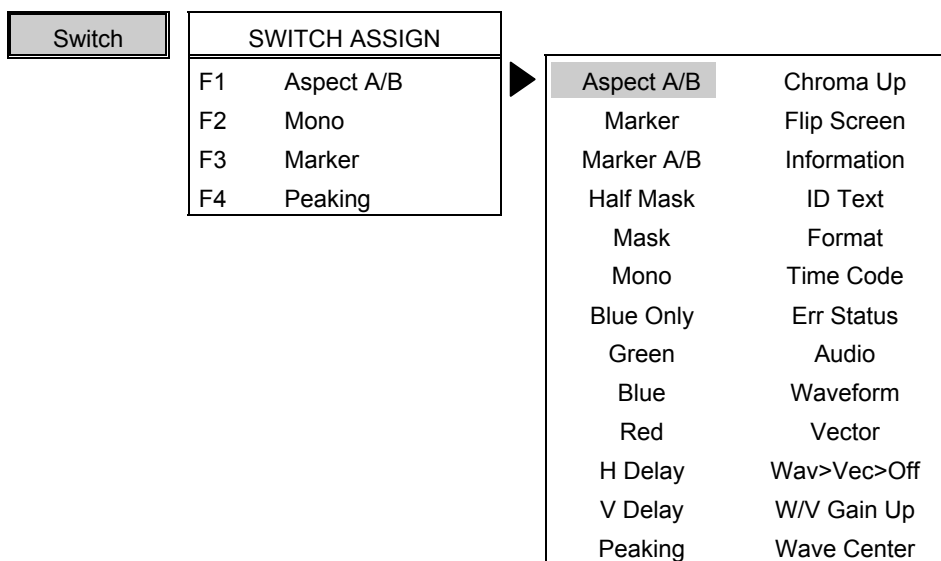 Switch
SWITCH ASSIGN
F1 Aspect A/B
F2 Mono
F3 Marker
F4 Peaking
Aspect A/B Chroma Up
Marker Flip Screen
Marker A/B Information
Half Mask ID Text
Mask Format
Mono Time Code
Blue Only Err Status
Green Audio
Blue Waveform
Red Vector
H Delay Wav>Vec>Off
V Delay W/V Gain Up
Peaking Wave Center